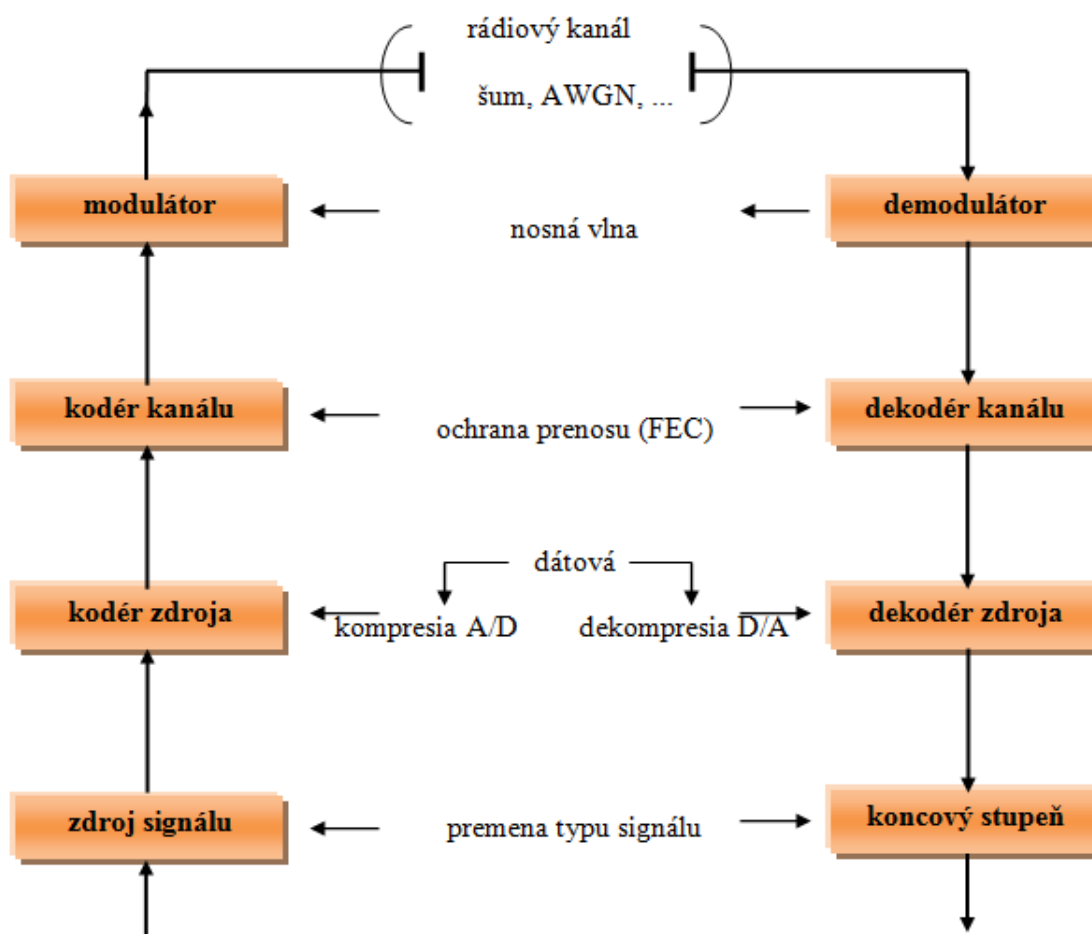 rádiový kanál
šum, AWGN, ...
modulátor
nosná vlna
demodulátor
kodér kanálu
ochrana prenosu (FEC)
dekodér kanálu
dátová
kodér zdroja
kompresia A/D
dekompresia D/A
dekodér zdroja
zdroj signálu
premena typu signálu
koncový stupeň